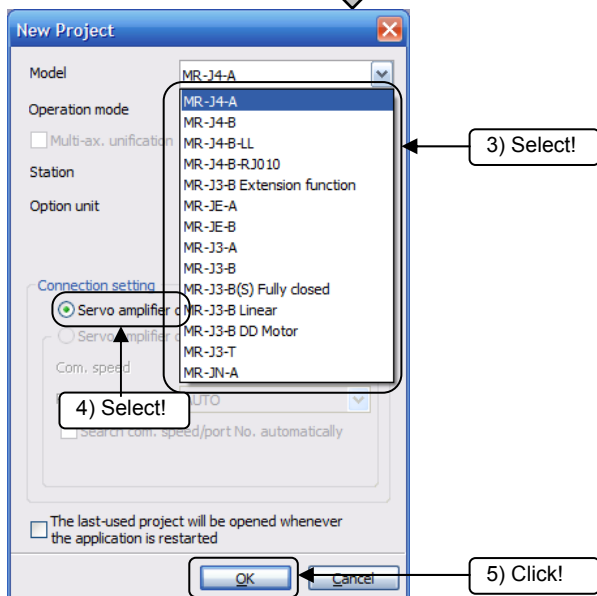 New Project
Model
MR-J4-A
Operation mode
MR-J4-A
MR-J4-B
Multi-ax. unification
MR-J4-B-LL
3) Select!
MR-J4-B-RJ010
Station
MR-J3-B Extension function
Option unit
MR-JE-A
MR-JE-B
MR-J3-A
MR-J3-B
Connection setting
MR-J3-B(S) Fully closed
Servo amplifier
MR-J3-B Linear
Servo amplifier
MR-J3-B DD Motor
MR-J3-T
Com. speed
MR-JN-A
4) Select!
AUTO
Search com. speed/port No. automatically
The last-used project will be opened whenever
the application is restarted
OK
Cancel
5) Click!